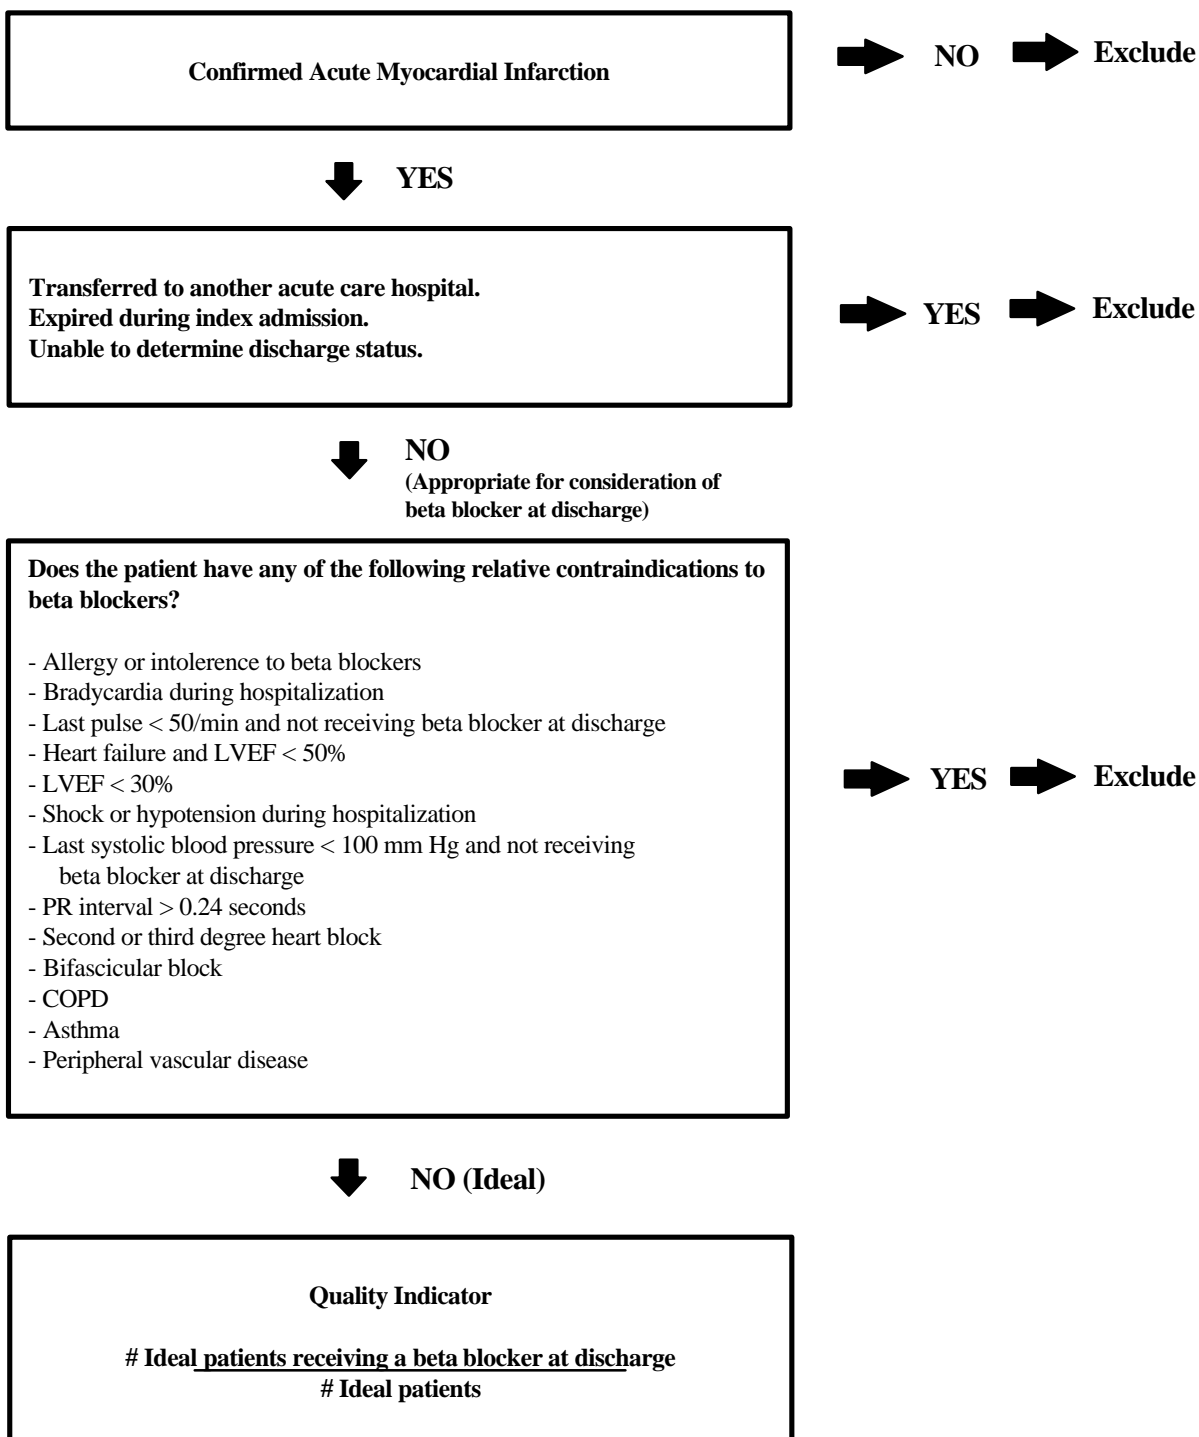 Confirmed Acute Myocardial Infarction
NO
Exclude
YES
Transferred to another acute care hospital.
Expired during index admission.
Unable to determine discharge status.
YES
Exclude
NO
(Appropriate for consideration of
beta blocker at discharge)
Does the patient have any of the following relative contraindications to
beta blockers?
- Allergy or intolerence to beta blockers
- Bradycardia during hospitalization
- Last pulse < 50/min and not receiving beta blocker at discharge
- Heart failure and LVEF < 50%
- LVEF < 30%
- Shock or hypotension during hospitalization
- Last systolic blood pressure < 100 mm Hg and not receiving
beta blocker at discharge
- PR interval > 0.24 seconds
- Second or third degree heart block
- Bifascicular block
- COPD
- Asthma
- Peripheral vascular disease
YES
Exclude
NO (Ideal)
Quality Indicator
# Ideal patients receiving a beta blocker at discharge
# Ideal patients